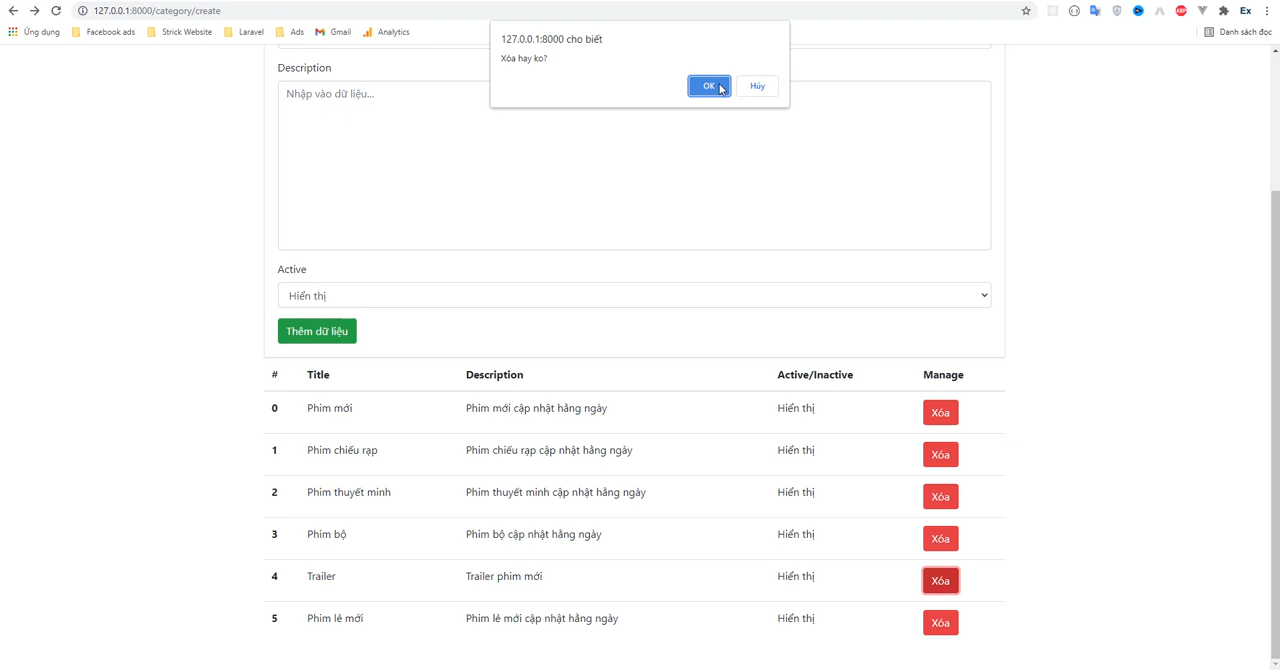 127.0.0.1:8000/category/create
ABP
Ex
Ứng dụng Facebook ads Strick Website Laravel Ads Gmail Analytics Danh sách đọc
127.0.0.1:8000 cho biết
Xóa hay ko?
OK Hủy
Description
Nhập vào dữ liệu...
Active
Hiển thị
Thêm dữ liệu
# Title Description Active/Inactive Manage
0 Phim mới Phim mới cập nhật hằng ngày Hiển thị Xóa
1 Phim chiếu rạp Phim chiếu rạp cập nhật hằng ngày Hiển thị Xóa
2 Phim thuyết minh Phim thuyết minh cập nhật hằng ngày Hiển thị Xóa
3 Phim bộ Phim bộ cập nhật hằng ngày Hiển thị Xóa
4 Trailer Trailer phim mới Hiển thị Xóa
5 Phim lẻ mới Phim lẻ mới cập nhật hằng ngày Hiển thị Xóa